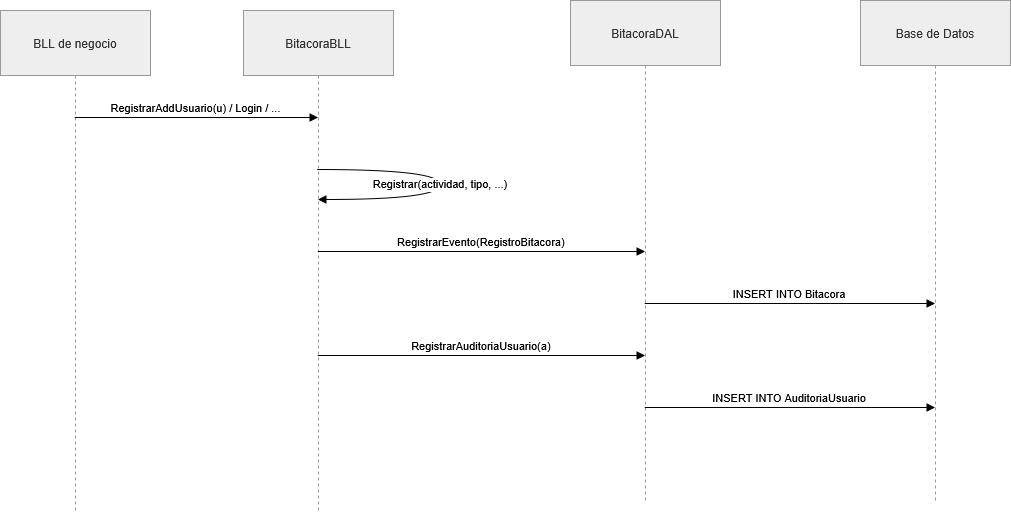 BLL de negocio
BitacoraBLL
BitacoraDAL
Base de Datos
RegistrarAddUsuario(u) / Login / ...
Registrar(actividad, tipo, ...)
RegistrarEvento(RegistroBitacora)
INSERT INTO Bitacora
RegistrarAuditoriaUsuario(a)
INSERT INTO AuditoriaUsuario